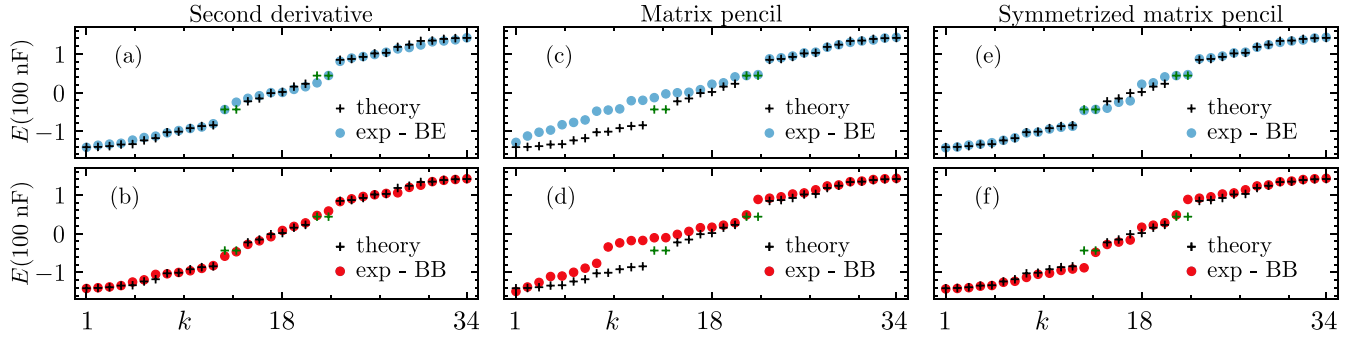 Second derivative
Matrix pencil
Symmetrized matrix pencil
E(100 nF)
1
0
−1
(a)
+ theory
exp - BE
(c)
+ theory
exp - BE
(e)
+ theory
exp - BE
E(100 nF)
1
0
−1
(b)
+ theory
exp - BB
(d)
+ theory
exp - BB
(f)
+ theory
exp - BB
1 k 18 34
1 k 18 34
1 k 18 34